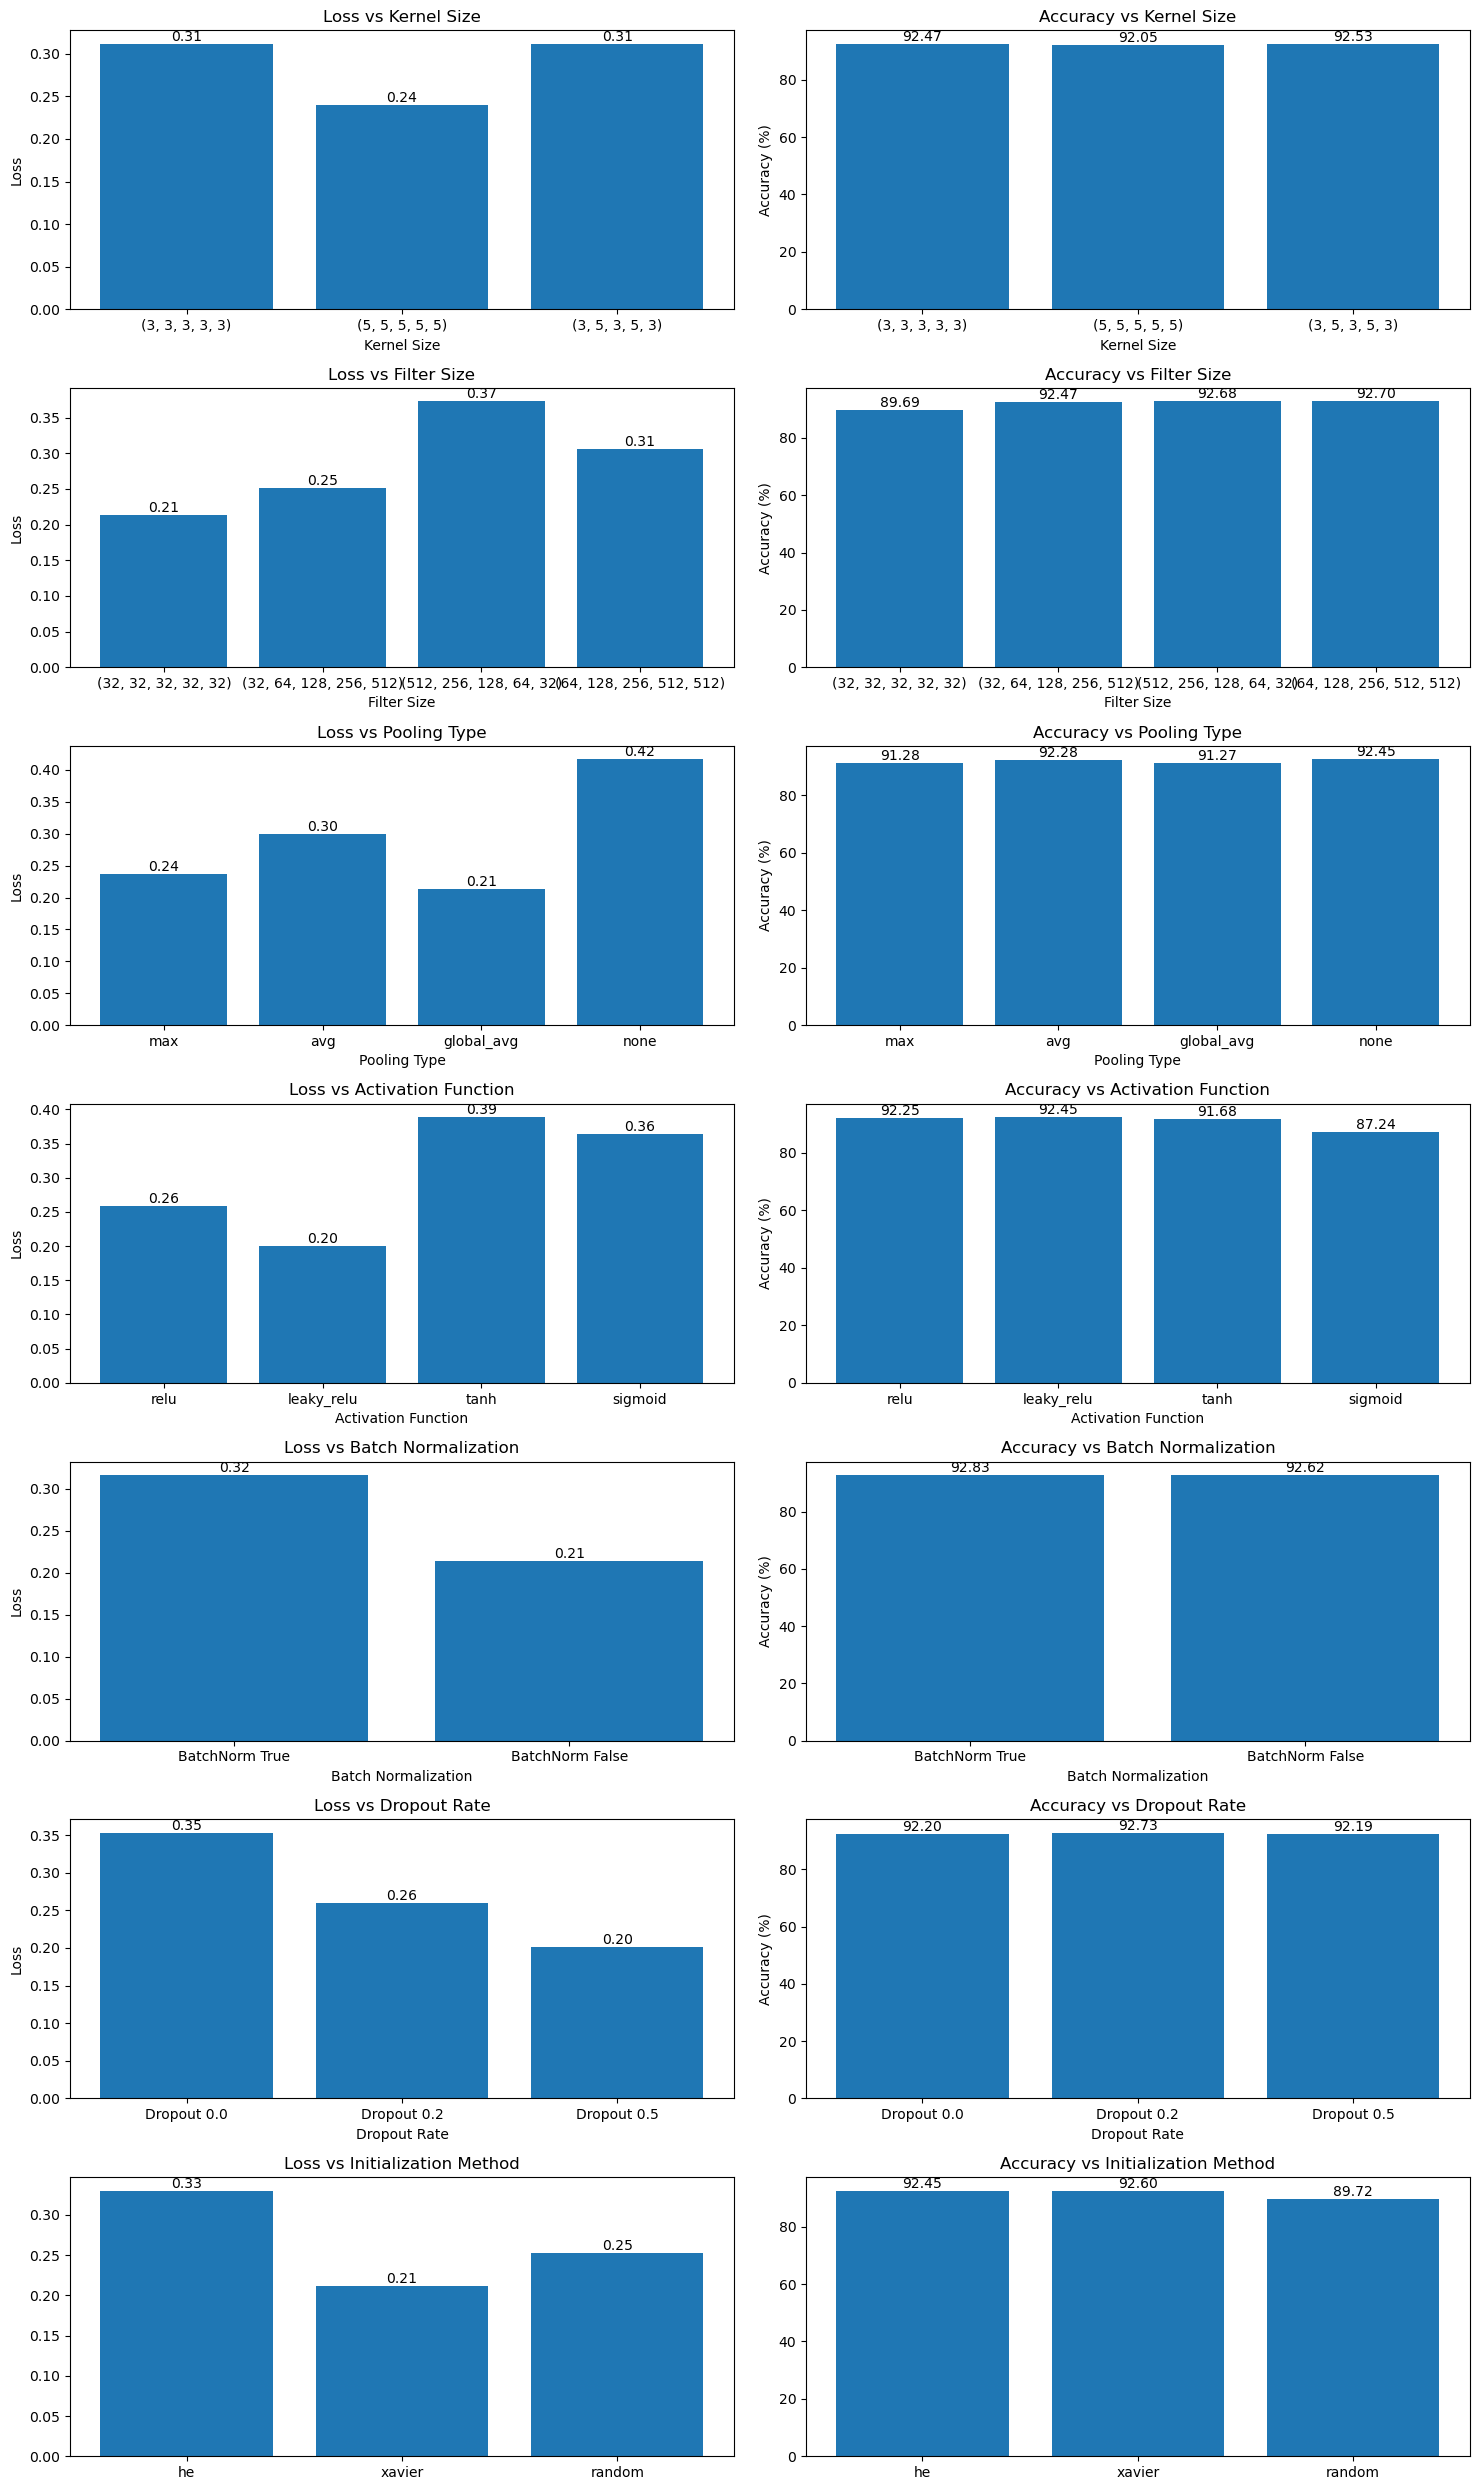 Loss vs Kernel Size
0.31
0.24
0.31
0.30
0.25
0.20
0.15
0.10
0.05
0.00
Loss
(3, 3, 3, 3, 3)
(5, 5, 5, 5, 5)
(3, 5, 3, 5, 3)
Kernel Size
Accuracy vs Kernel Size
92.47
92.05
92.53
80
60
40
20
0
Accuracy (%)
(3, 3, 3, 3, 3)
(5, 5, 5, 5, 5)
(3, 5, 3, 5, 3)
Kernel Size
Loss vs Filter Size
0.21
0.25
0.37
0.31
0.35
0.30
0.25
0.20
0.15
0.10
0.05
0.00
Loss
(32, 32, 32, 32, 32)
(32, 64, 128, 256, 512)
(512, 256, 128, 64, 32)
(64, 128, 256, 512, 512)
Filter Size
Accuracy vs Filter Size
89.69
92.47
92.68
92.70
80
60
40
20
0
Accuracy (%)
(32, 32, 32, 32, 32)
(32, 64, 128, 256, 512)
(512, 256, 128, 64, 32)
(64, 128, 256, 512, 512)
Filter Size
Loss vs Pooling Type
0.24
0.30
0.21
0.42
0.40
0.35
0.30
0.25
0.20
0.15
0.10
0.05
0.00
Loss
max
avg
global_avg
none
Pooling Type
Accuracy vs Pooling Type
91.28
92.28
91.27
92.45
80
60
40
20
0
Accuracy (%)
max
avg
global_avg
none
Pooling Type
Loss vs Activation Function
0.26
0.20
0.39
0.36
0.40
0.35
0.30
0.25
0.20
0.15
0.10
0.05
0.00
Loss
relu
leaky_relu
tanh
sigmoid
Activation Function
Accuracy vs Activation Function
92.25
92.45
91.68
87.24
80
60
40
20
0
Accuracy (%)
relu
leaky_relu
tanh
sigmoid
Activation Function
Loss vs Batch Normalization
0.32
0.21
0.30
0.25
0.20
0.15
0.10
0.05
0.00
Loss
BatchNorm True
BatchNorm False
Batch Normalization
Accuracy vs Batch Normalization
92.83
92.62
80
60
40
20
0
Accuracy (%)
BatchNorm True
BatchNorm False
Batch Normalization
Loss vs Dropout Rate
0.35
0.26
0.20
0.35
0.30
0.25
0.20
0.15
0.10
0.05
0.00
Loss
Dropout 0.0
Dropout 0.2
Dropout 0.5
Dropout Rate
Accuracy vs Dropout Rate
92.20
92.73
92.19
80
60
40
20
0
Accuracy (%)
Dropout 0.0
Dropout 0.2
Dropout 0.5
Dropout Rate
Loss vs Initialization Method
0.33
0.21
0.25
0.30
0.25
0.20
0.15
0.10
0.05
0.00
he
xavier
random
Accuracy vs Initialization Method
92.45
92.60
89.72
80
60
40
20
0
he
xavier
random